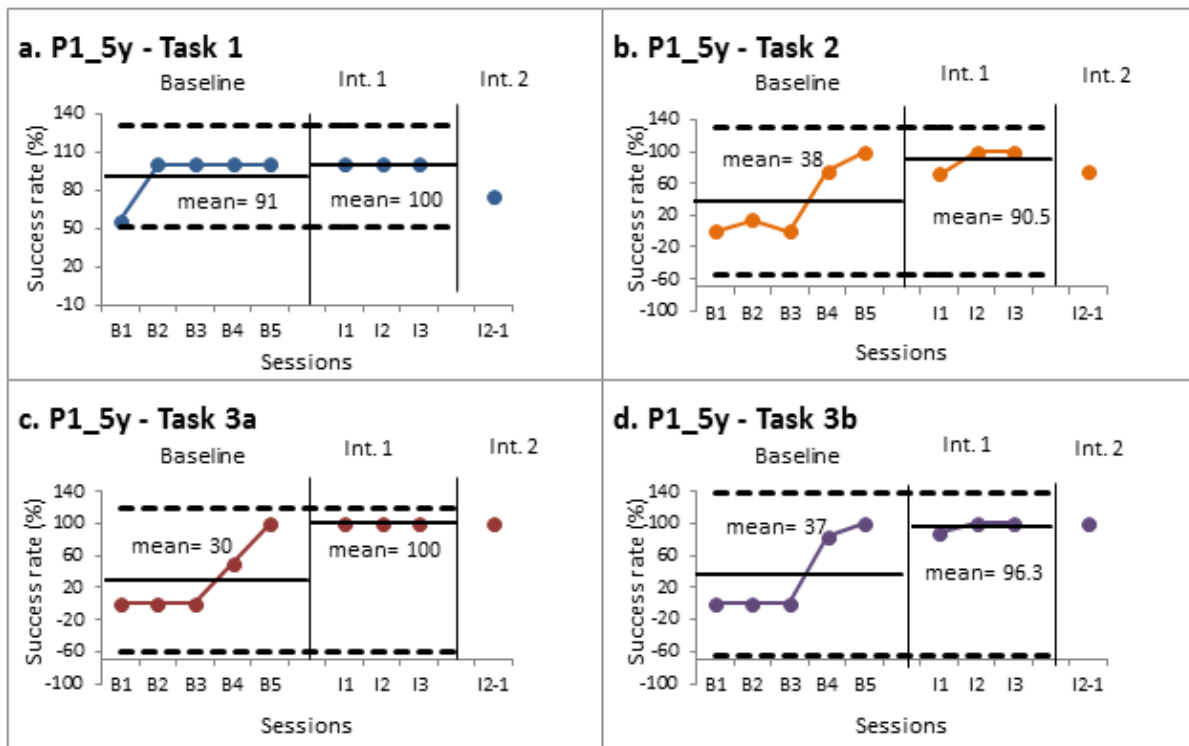 a. P1_5y - Task 1
Baseline
Int. 1
Int. 2
Success rate (%)
140
110
80
50
20
-10
mean= 91
mean= 100
B1 B2 B3 B4 B5 I1 I2 I3 I2-1
Sessions
b. P1_5y - Task 2
Baseline
Int. 1
Int. 2
Success rate (%)
140
100
60
20
-20
-60
-100
mean= 38
mean= 90.5
B1 B2 B3 B4 B5 I1 I2 I3 I2-1
Sessions
c. P1_5y - Task 3a
Baseline
Int. 1
Int. 2
Success rate (%)
140
100
60
20
-20
-60
-100
mean= 30
mean= 100
B1 B2 B3 B4 B5 I1 I2 I3 I2-1
Sessions
d. P1_5y - Task 3b
Baseline
Int. 1
Int. 2
Success rate (%)
140
100
60
20
-20
-60
-100
mean= 37
mean= 96.3
B1 B2 B3 B4 B5 I1 I2 I3 I2-1
Sessions